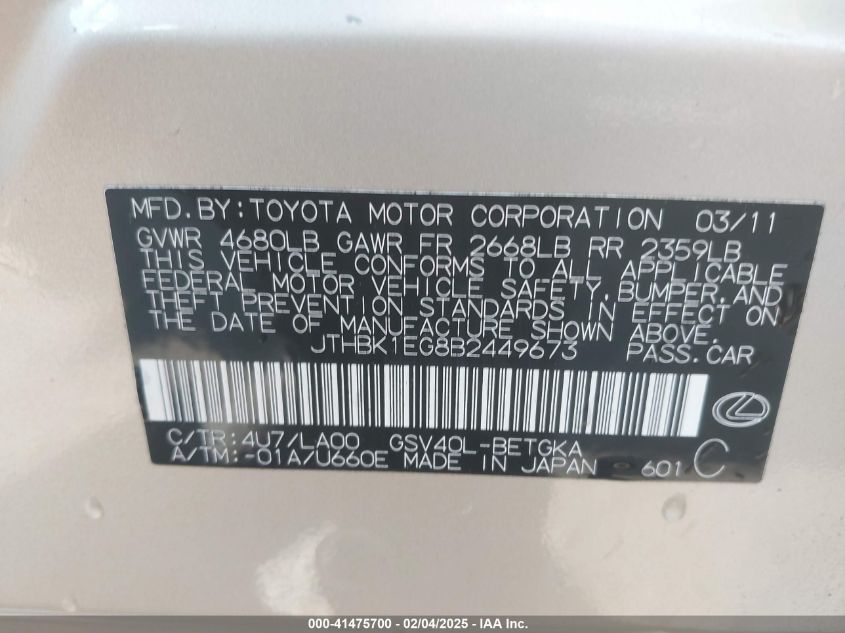 MFD.BY:TOYOTA MOTOR CORPORATION 03/11
GVWR 4680LB GAWR FR 2668LB RR 2359LB
THIS VEHICLE CONFORMS TO ALL APPLICABLE
FEDERAL MOTOR VEHICLE SAFETY,BUMPER,AND
THEFT PREVENTION STANDARDS IN EFFECT ON
THE DATE OF MANUFACTURE SHOWN ABOVE.
JTHBK1EG8B2449673 PASS.CAR
C/TR:4U7/LA00 GSV40L-BETGKA
A/TM:-01A/U660E MADE IN JAPAN 601 C
000-41475700 - 02/04/2025 - IAA Inc.